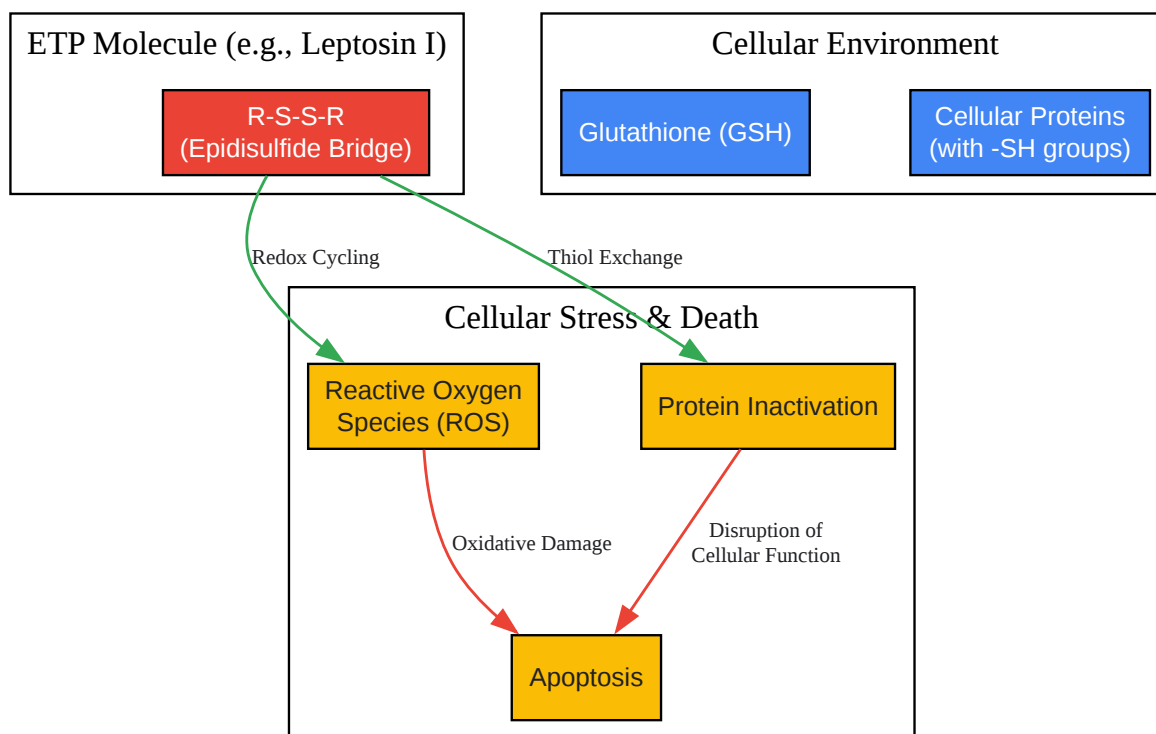 ETP Molecule (e.g., Leptosin I)
R-S-S-R
(Epidisulfide Bridge)
Cellular Environment
Glutathione (GSH)
Cellular Proteins
(with -SH groups)
Redox Cycling
Thiol Exchange
Cellular Stress & Death
Reactive Oxygen
Species (ROS)
Protein Inactivation
Oxidative Damage
Disruption of
Cellular Function
Apoptosis